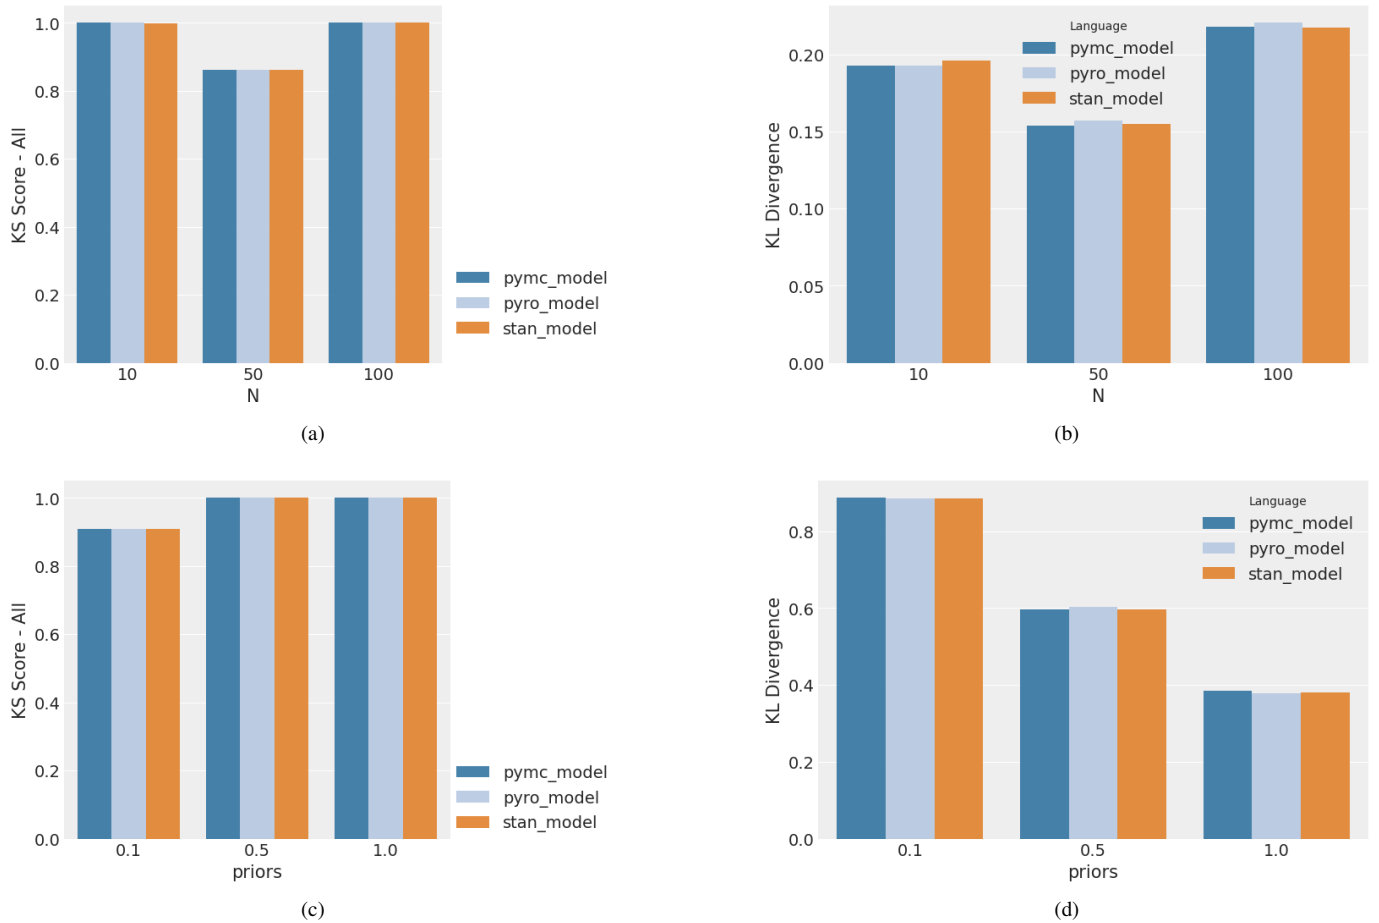 KS Score - All
1.0
0.8
0.6
0.4
0.2
0.0
10 50 100
N
pymc_model
pyro_model
stan_model
(a)
KL Divergence
0.20
0.15
0.10
0.05
0.00
10 50 100
N
Language
pymc_model
pyro_model
stan_model
(b)
KS Score - All
1.0
0.8
0.6
0.4
0.2
0.0
0.1 0.5 1.0
priors
pymc_model
pyro_model
stan_model
(c)
KL Divergence
0.8
0.6
0.4
0.2
0.0
0.1 0.5 1.0
priors
Language
pymc_model
pyro_model
stan_model
(d)